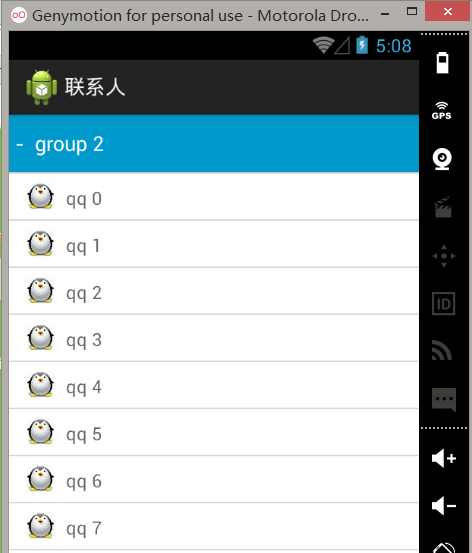 Genymotion for personal use - Motorola Dro...
5:08
联系人
- group 2
qq 0
qq 1
qq 2
qq 3
qq 4
qq 5
qq 6
qq 7
GPS
ID